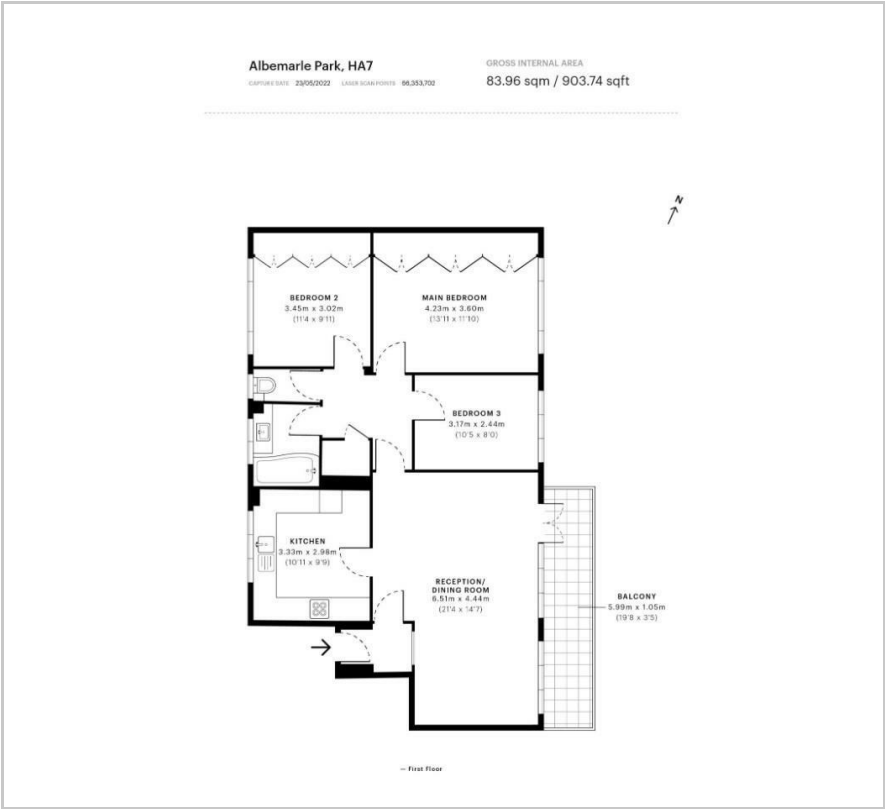 Albemarle Park, HA7
CAPTURE DATE 23/05/2022 LASER SCAN POINTS 66,353,702
GROSS INTERNAL AREA
83.96 sqm / 903.74 sqft
N
BEDROOM 2
3.45m x 3.02m
(11'4 x 9'11)
MAIN BEDROOM
4.23m x 3.60m
(13'11 x 11'10)
BEDROOM 3
3.17m x 2.44m
(10'5 x 8'0)
KITCHEN
3.33m x 2.98m
(10'11 x 9'9)
RECEPTION/
DINING ROOM
6.51m x 4.44m
(21'4 x 14'7)
BALCONY
5.99m x 1.05m
(19'8 x 3'5)
— First Floor